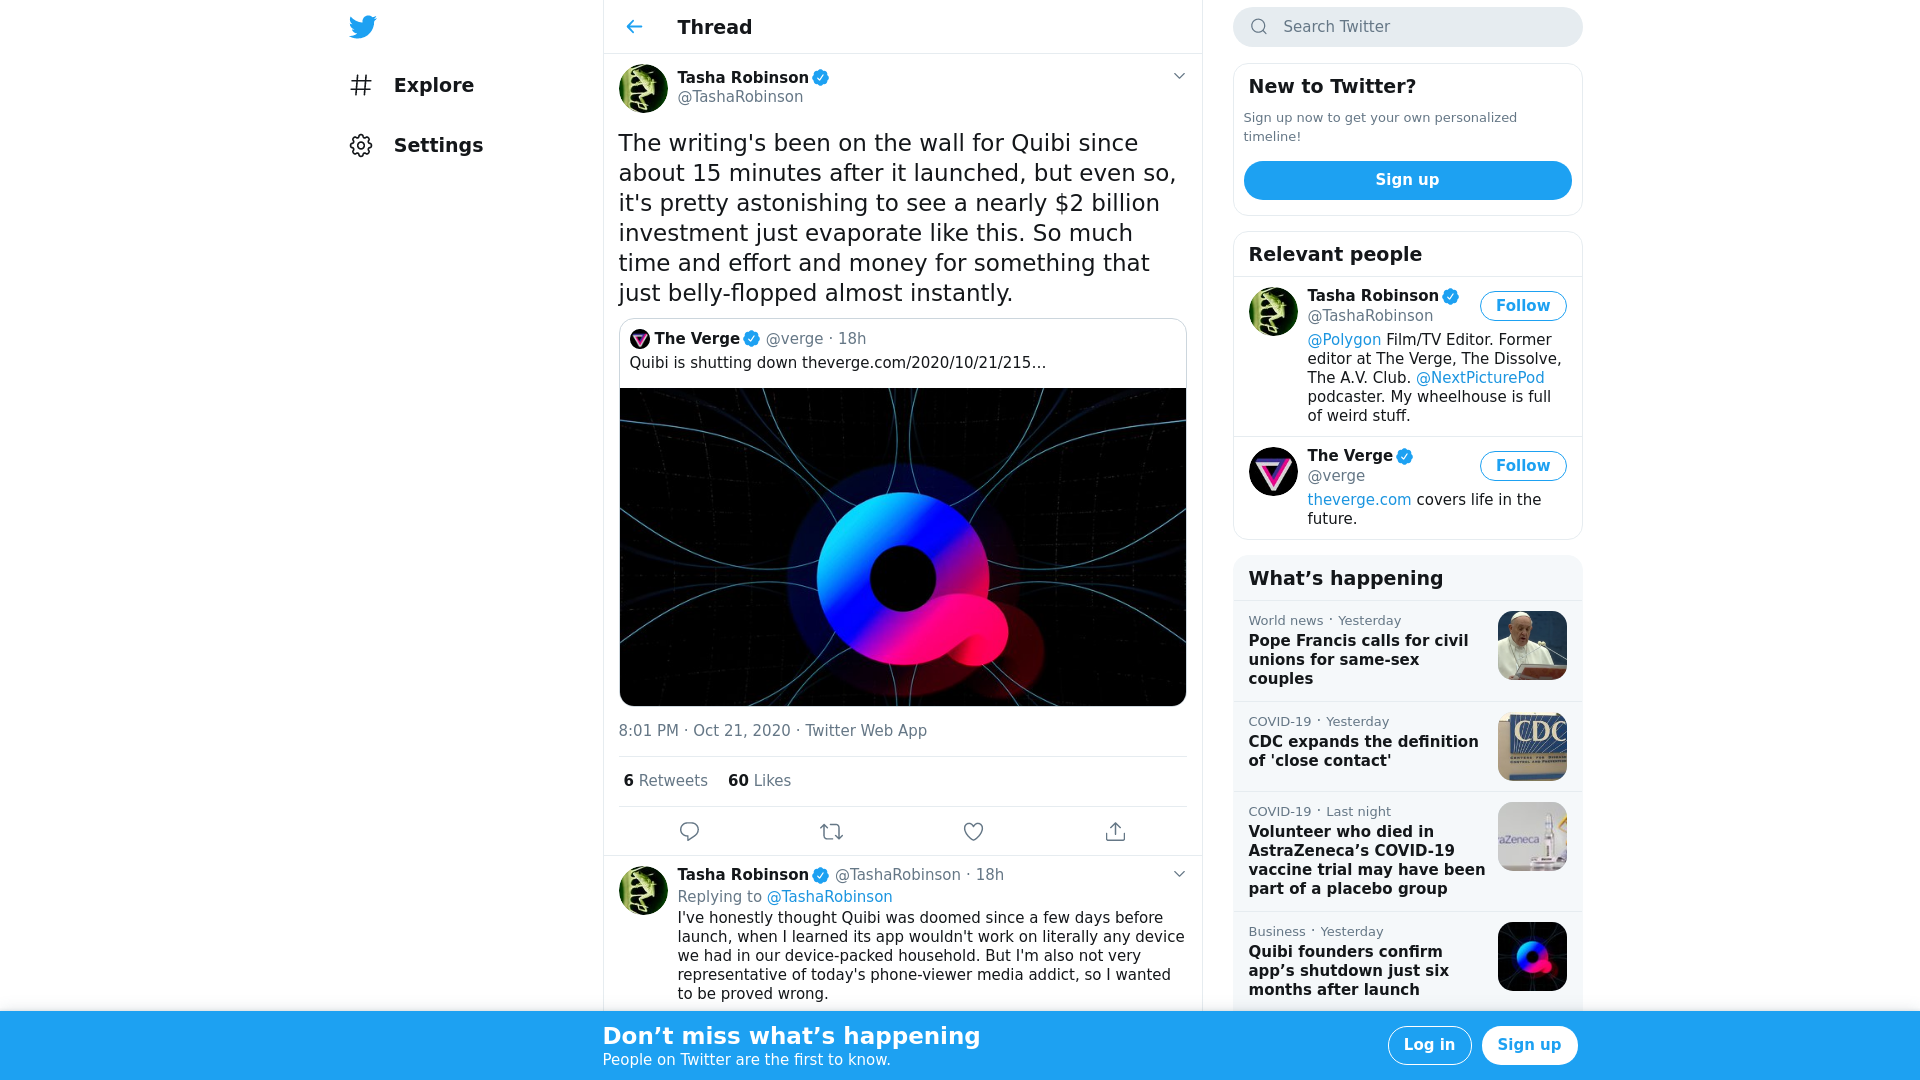 Explore
Settings
Thread
Tasha Robinson
@TashaRobinson
The writing's been on the wall for Quibi since
about 15 minutes after it launched, but even so,
it's pretty astonishing to see a nearly $2 billion
investment just evaporate like this. So much
time and effort and money for something that
just belly-flopped almost instantly.
The Verge @verge · 18h
Quibi is shutting down theverge.com/2020/10/21/215…
8:01 PM · Oct 21, 2020 · Twitter Web App
6 Retweets 60 Likes
Tasha Robinson @TashaRobinson · 18h
Replying to @TashaRobinson
I've honestly thought Quibi was doomed since a few days before
launch, when I learned its app wouldn't work on literally any device
we had in our device-packed household. But I'm also not very
representative of today's phone-viewer media addict, so I wanted
to be proved wrong.
Search Twitter
New to Twitter?
Sign up now to get your own personalized
timeline!
Sign up
Relevant people
Tasha Robinson
@TashaRobinson
Follow
@Polygon Film/TV Editor. Former
editor at The Verge, The Dissolve,
The A.V. Club. @NextPicturePod
podcaster. My wheelhouse is full
of weird stuff.
The Verge
@verge
Follow
theverge.com covers life in the
future.
What’s happening
World news · Yesterday
Pope Francis calls for civil
unions for same-sex
couples
COVID-19 · Yesterday
CDC expands the definition
of 'close contact'
CDC
COVID-19 · Last night
Volunteer who died in
AstraZeneca’s COVID-19
vaccine trial may have been
part of a placebo group
raZeneca
Business · Yesterday
Quibi founders confirm
app’s shutdown just six
months after launch
Don’t miss what’s happening
People on Twitter are the first to know.
Log in
Sign up